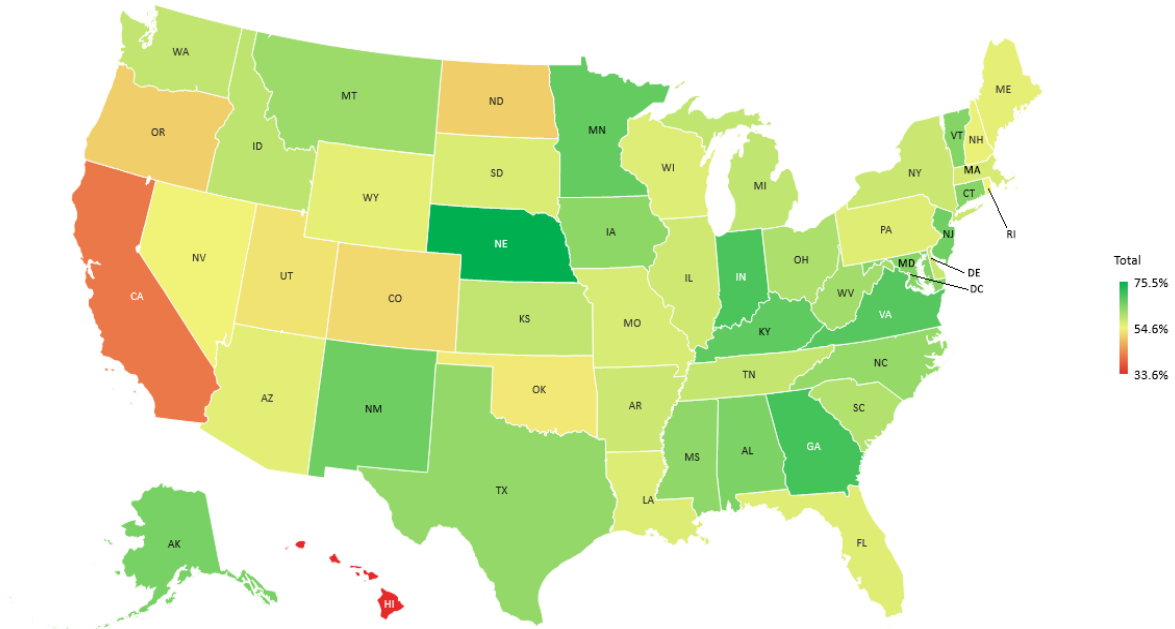 WA
MT
ND
MN
ME
OR
ID
SD
WI
VT
NH
NY
MA
MI
CT
WY
RI
IA
PA
NE
NJ
NV
UT
CO
IL
IN
OH
MD
DE
DC
CA
KS
MO
WV
VA
KY
NC
TN
AZ
NM
OK
AR
SC
TX
MS
AL
GA
LA
FL
AK
HI
Total
75.5%
54.6%
33.6%